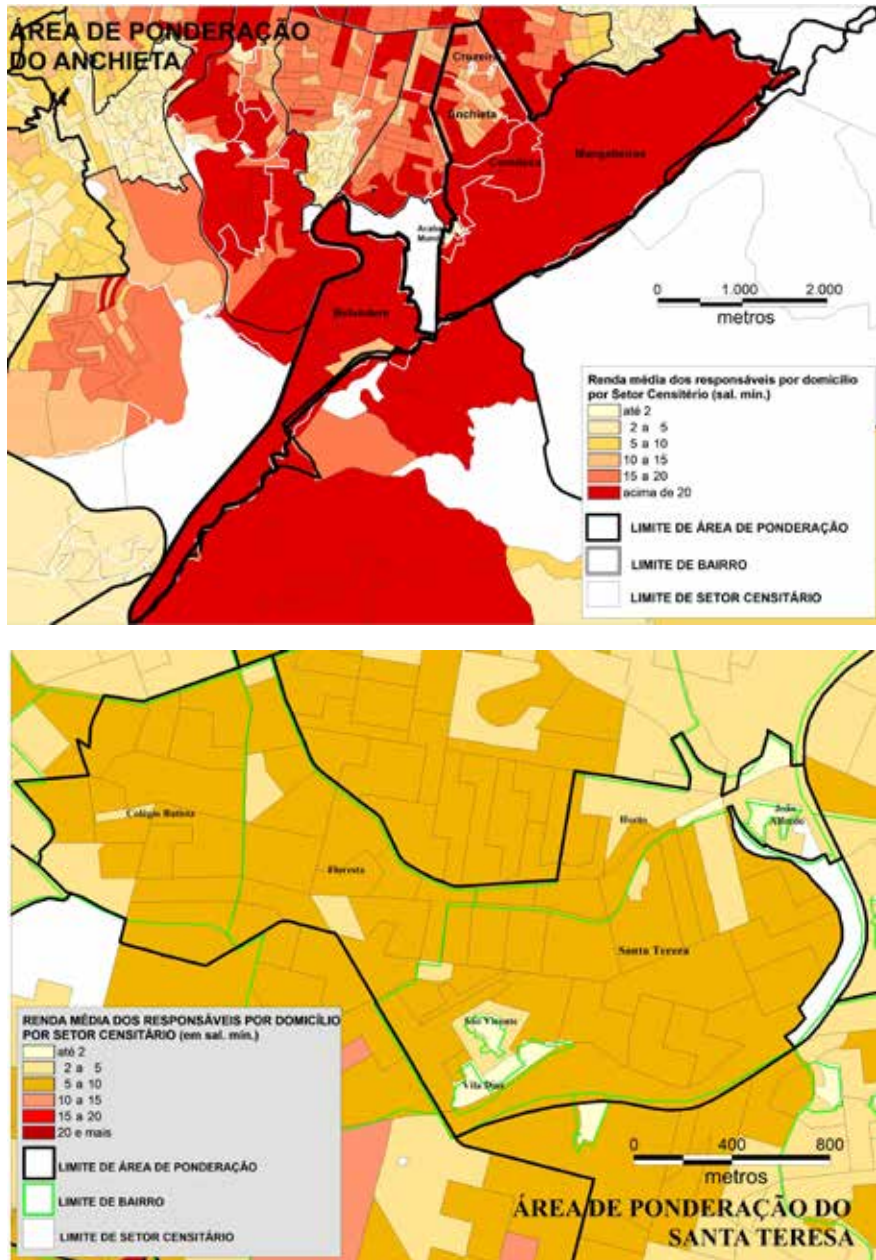 ÁREA DE PONDERAÇÃO
DO ANCHIETA
Cruzeiro
Anchieta
Mangabeiras
Belvedere
0 1.000 2.000
metros
Renda média dos responsáveis por domicílio
por Setor Censitério (sal. mín.)
até 2
2 a 5
5 a 10
10 a 15
15 a 20
acima de 20
LIMITE DE ÁREA DE PONDERAÇÃO
LIMITE DE BAIRRO
LIMITE DE SETOR CENSITÁRIO
João
Alfredo
Colégio Batista
Horto
Floresta
Santa Tereza
São Vicente
Vila Dias
RENDA MÉDIA DOS RESPONSÁVEIS POR DOMICÍLIO
POR SETOR CENSITÁRIO (em sal. mín.)
até 2
2 a 5
5 a 10
10 a 15
15 a 20
20 e mais
LIMITE DE ÁREA DE PONDERAÇÃO
LIMITE DE BAIRRO
LIMITE DE SETOR CENSITÁRIO
0 400 800
metros
ÁREA DE PONDERAÇÃO DO
SANTA TERESA